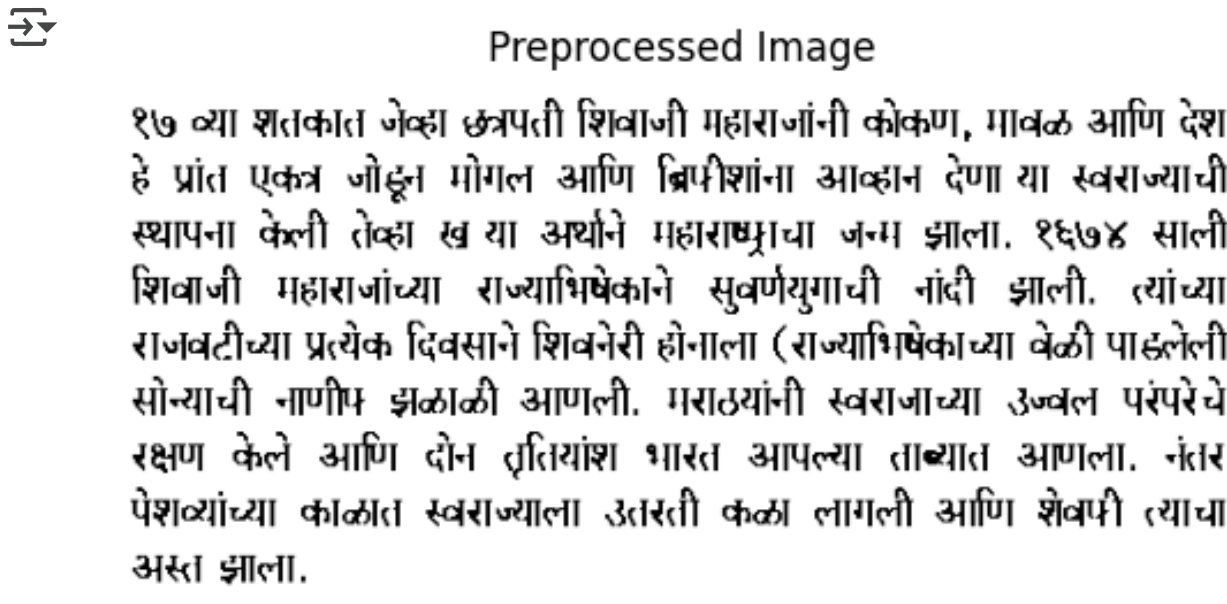 Preprocessed Image
१७ व्या शतकात जेव्हा छत्रपती शिवाजी महाराजांनी कोकण, मावळ आणि देश
हे प्रांत एकत्र जोडून मोगल आणि ब्रिफीशांना आव्हान देणा या स्वराज्याची
स्थापना केली तेव्हा ख या अर्थाने महाराष्ट्राचा जन्म झाला. १६७४ साली
शिवाजी महाराजांच्या राज्याभिषेकाने सुवर्णयुगाची नांदी झाली. त्यांच्या
राजवटीच्या प्रत्येक दिवसाने शिवनेरी होनाला (राज्याभिषेकाच्या वेळी पाडलेली
सोन्याची नाणीफ झळाळी आणली. मराठयांनी स्वराजाच्या उज्वल परंपरेचे
रक्षण केले आणि दोन तृतियांश भारत आपल्या ताब्यात आणला. नंतर
पेशव्यांच्या काळात स्वराज्याला उतरती कळा लागली आणि शेवफी त्याचा
अस्त झाला.